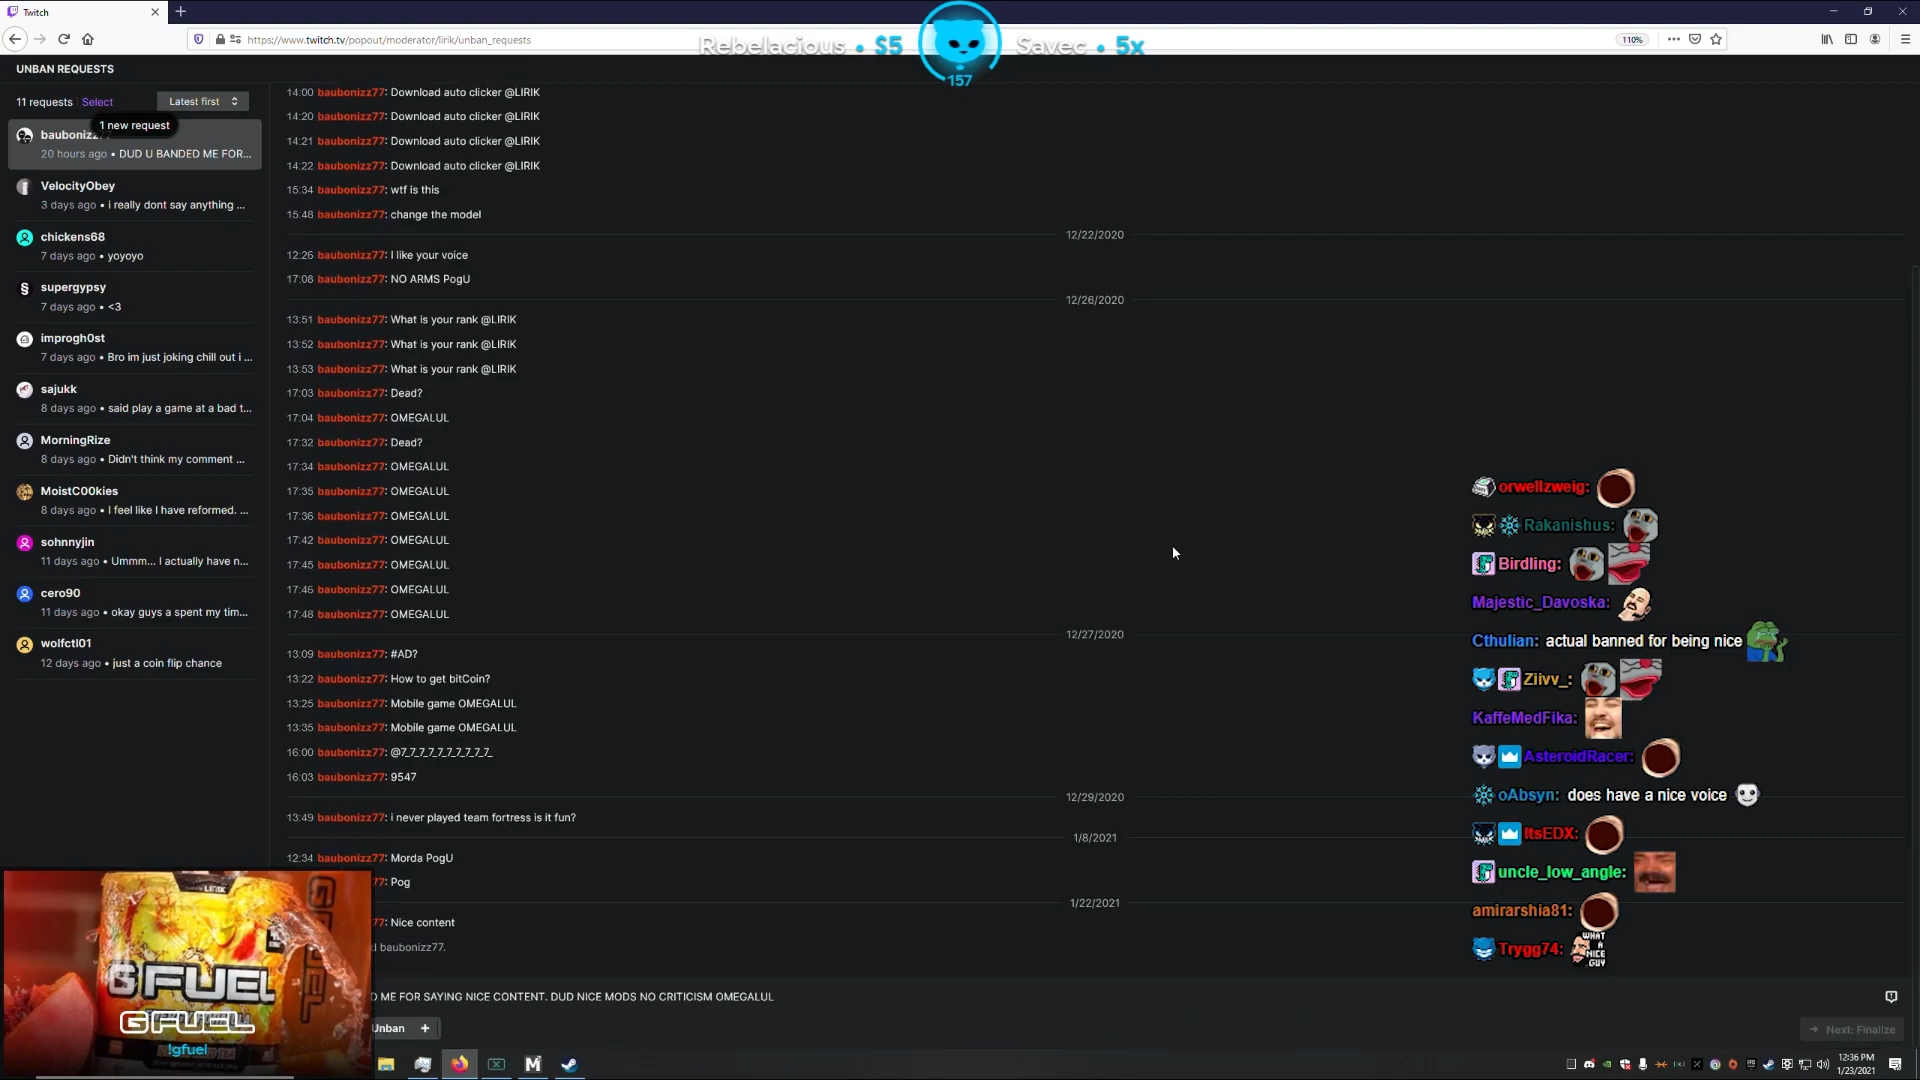 Twitch
https://www.twitch.tv/popout/moderator/lirik/unban_requests
110%
Rebelacious • $5
157
Savec • 5x
UNBAN REQUESTS
11 requests
Select
Latest first
1 new request
baubonizz77
20 hours ago • DUD U BANDED ME FOR...
VelocityObey
3 days ago • i really dont say anything ...
chickens68
7 days ago • yoyoyo
supergypsy
7 days ago • <3
improgh0st
7 days ago • Bro im just joking chill out i ...
sajukk
8 days ago • said play a game at a bad t...
MorningRize
8 days ago • Didn't think my comment ...
MoistC00kies
8 days ago • I feel like I have reformed. ...
sohnnyjin
11 days ago • Ummm... I actually have n...
cero90
11 days ago • okay guys a spent my tim...
wolfctl01
12 days ago • just a coin flip chance
14:00 baubonizz77: Download auto clicker @LIRIK
14:20 baubonizz77: Download auto clicker @LIRIK
14:21 baubonizz77: Download auto clicker @LIRIK
14:22 baubonizz77: Download auto clicker @LIRIK
15:34 baubonizz77: wtf is this
15:48 baubonizz77: change the model
12/22/2020
12:26 baubonizz77: I like your voice
17:08 baubonizz77: NO ARMS PogU
12/26/2020
13:51 baubonizz77: What is your rank @LIRIK
13:52 baubonizz77: What is your rank @LIRIK
13:53 baubonizz77: What is your rank @LIRIK
17:03 baubonizz77: Dead?
17:04 baubonizz77: OMEGALUL
17:32 baubonizz77: Dead?
17:34 baubonizz77: OMEGALUL
17:35 baubonizz77: OMEGALUL
17:36 baubonizz77: OMEGALUL
17:42 baubonizz77: OMEGALUL
17:45 baubonizz77: OMEGALUL
17:46 baubonizz77: OMEGALUL
17:48 baubonizz77: OMEGALUL
12/27/2020
13:09 baubonizz77: #AD?
13:22 baubonizz77: How to get bitCoin?
13:25 baubonizz77: Mobile game OMEGALUL
13:35 baubonizz77: Mobile game OMEGALUL
16:00 baubonizz77: @7_7_7_7_7_7_7_7_7_7_
16:03 baubonizz77: 9547
12/29/2020
13:49 baubonizz77: i never played team fortress is it fun?
1/8/2021
12:34 baubonizz77: Morda PogU
77: Pog
1/22/2021
77: Nice content
d baubonizz77.
D ME FOR SAYING NICE CONTENT. DUD NICE MODS NO CRITICISM OMEGALUL
Unban
Next: Finalize
orwellzweig:
Rakanishus:
Birdling:
Majestic_Davoska:
Cthulian: actual banned for being nice
Ziivv_:
KaffeMedFika:
AsteroidRacer:
oAbsyn: does have a nice voice
ItsEDX:
uncle_low_angle:
amirarshia81:
Trygg74:
WHAT A NICE GUY
LIRIK
G FUEL
G FUEL
G FUEL
!gfuel
12:36 PM
1/23/2021